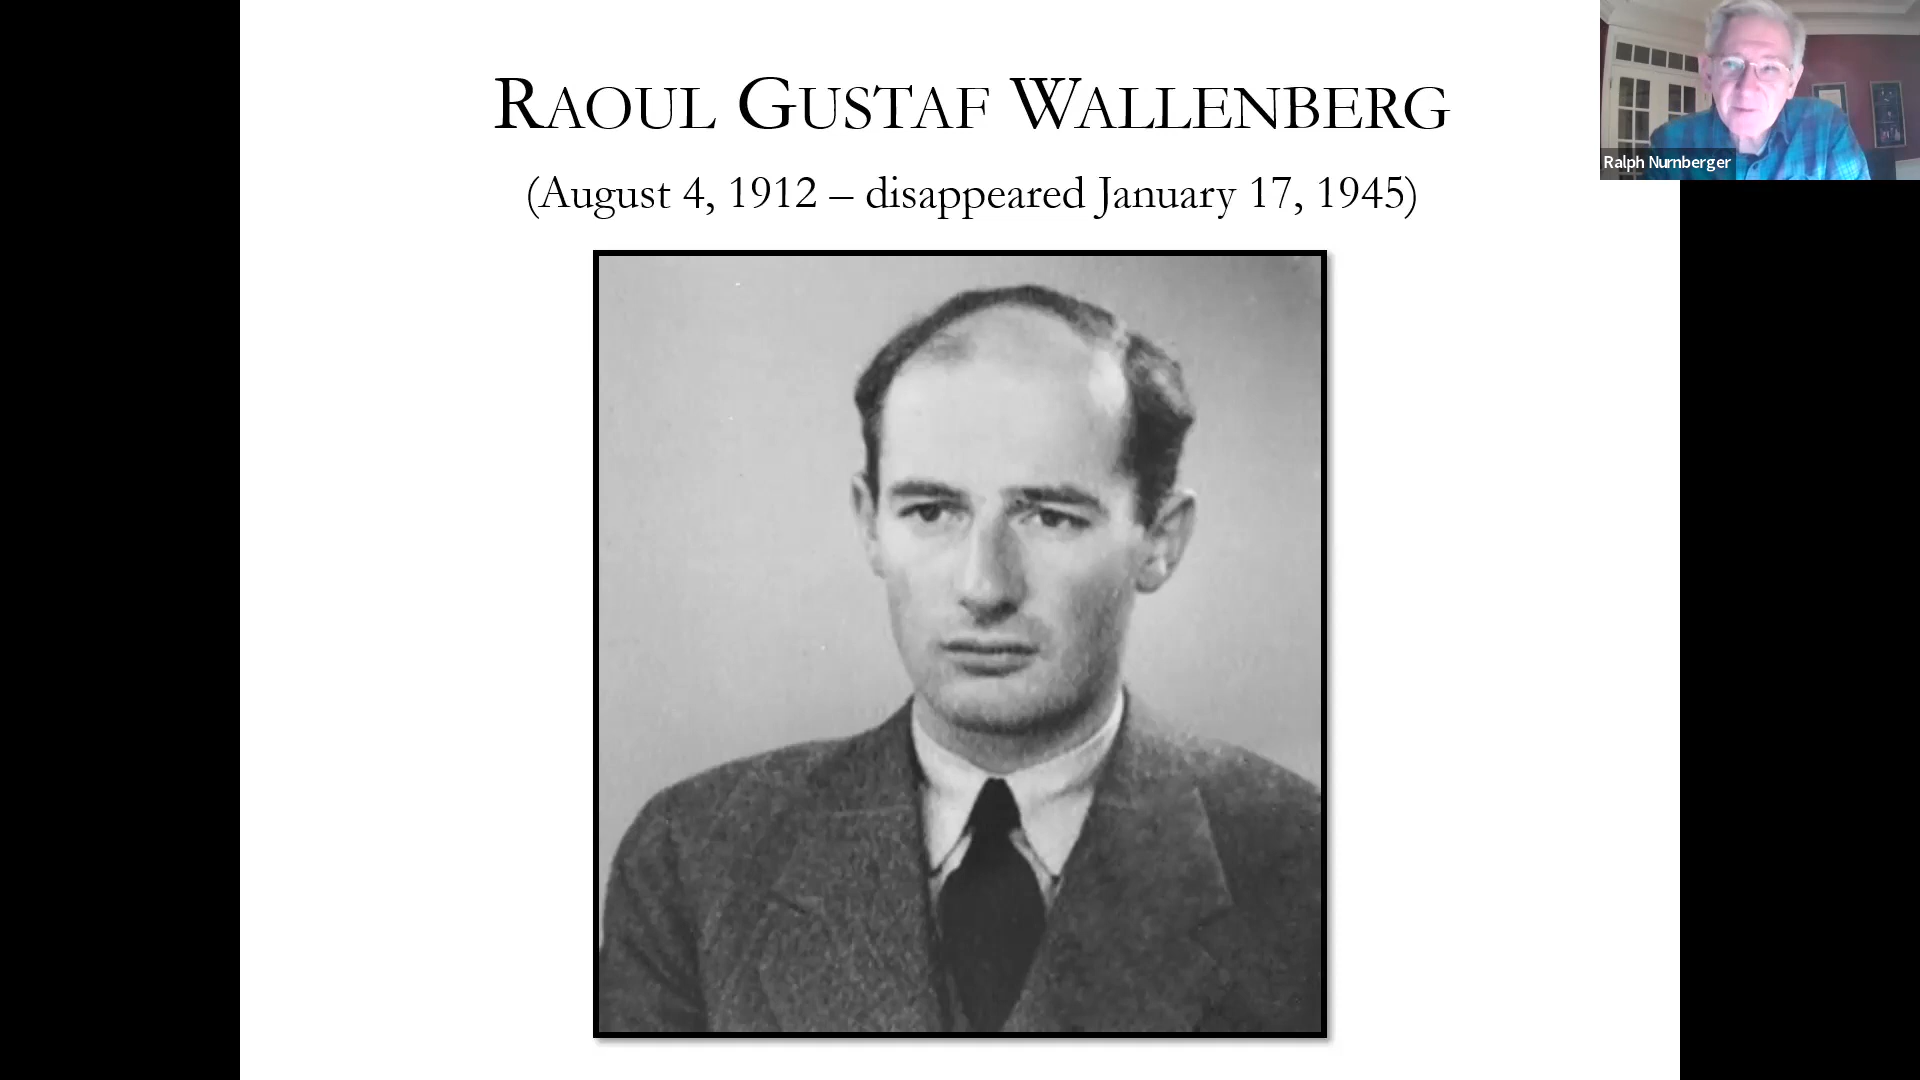 RAOUL GUSTAF WALLENBERG
(August 4, 1912 – disappeared January 17, 1945)
Ralph Nurnberger